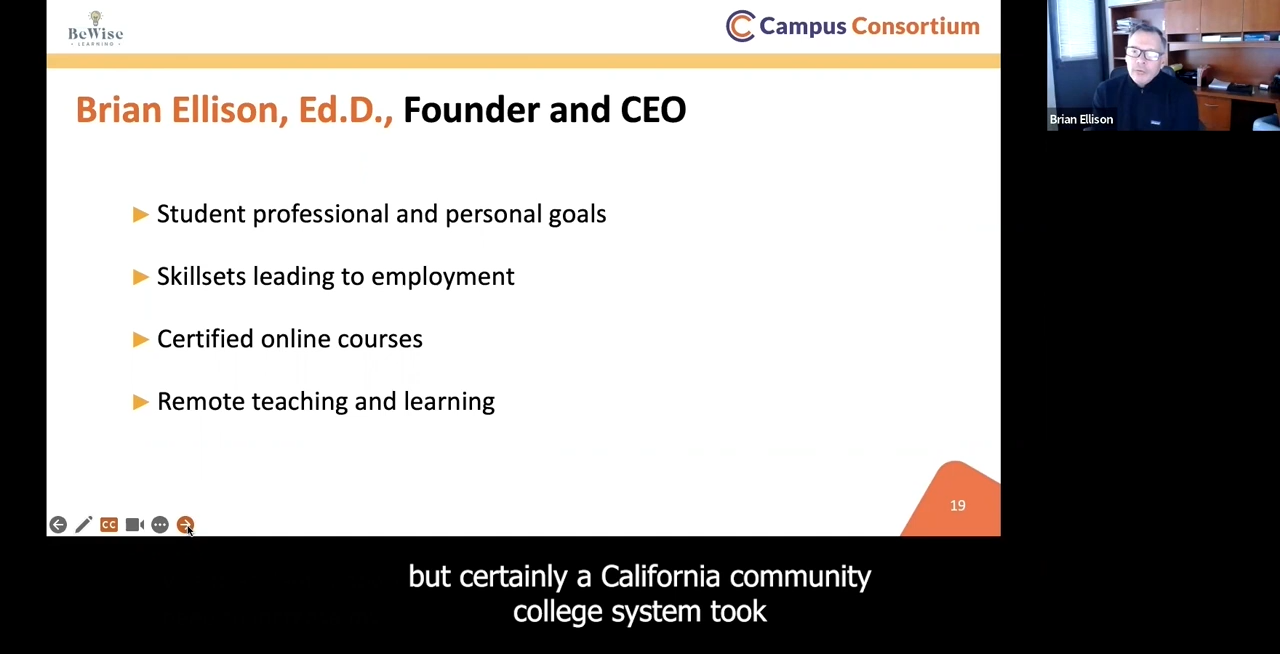 BeWise
• LEARNING •
Campus Consortium
Brian Ellison, Ed.D., Founder and CEO
Student professional and personal goals
Skillsets leading to employment
Certified online courses
Remote teaching and learning
19
CC
Brian Ellison
but certainly a California community
college system took